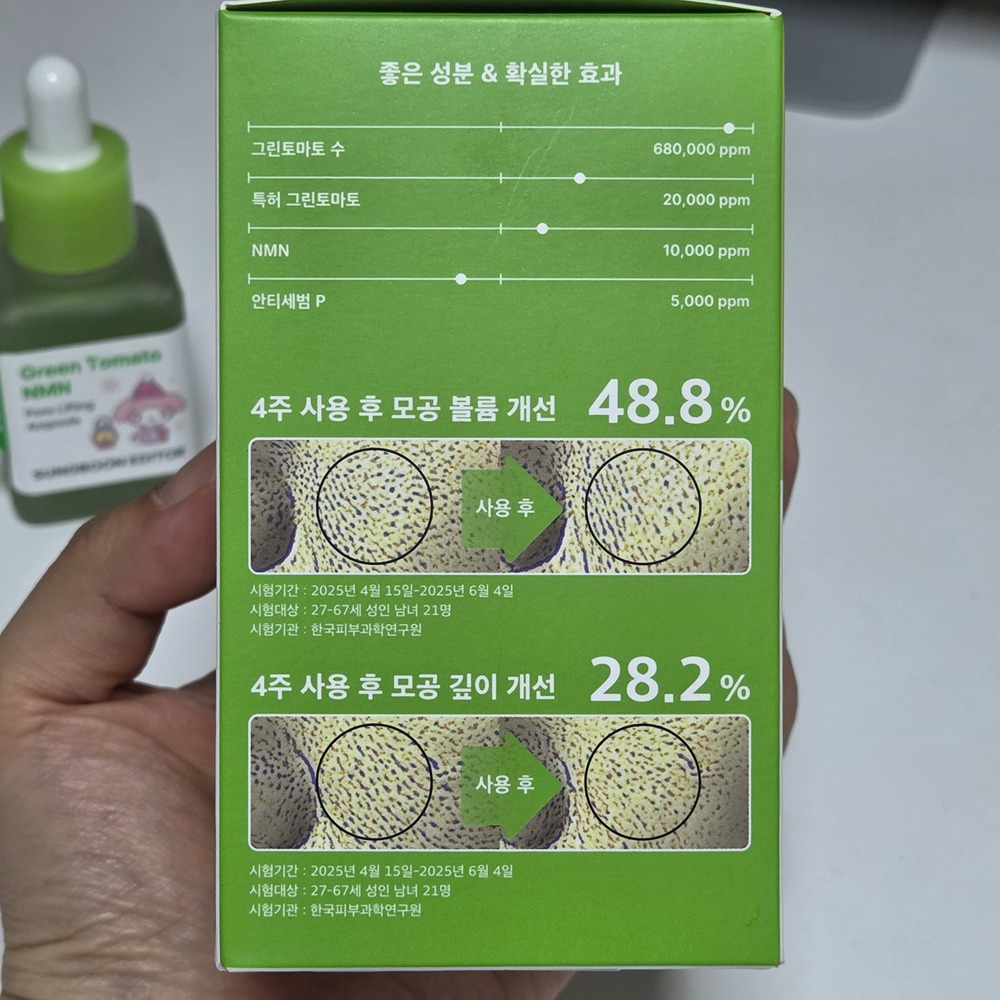 좋은 성분 & 확실한 효과
그린토마토 수 680,000 ppm
특허 그린토마토 20,000 ppm
NMN 10,000 ppm
안티세범 P 5,000 ppm
4주 사용 후 모공 볼륨 개선 48.8 %
사용 후
시험기간 : 2025년 4월 15일-2025년 6월 4일
시험대상 : 27-67세 성인 남녀 21명
시험기관 : 한국피부과학연구원
4주 사용 후 모공 깊이 개선 28.2 %
사용 후
시험기간 : 2025년 4월 15일-2025년 6월 4일
시험대상 : 27-67세 성인 남녀 21명
시험기관 : 한국피부과학연구원
Green Tomato
NMN
Pore Lifting
Ampoule
SUNGBOON EDITOR